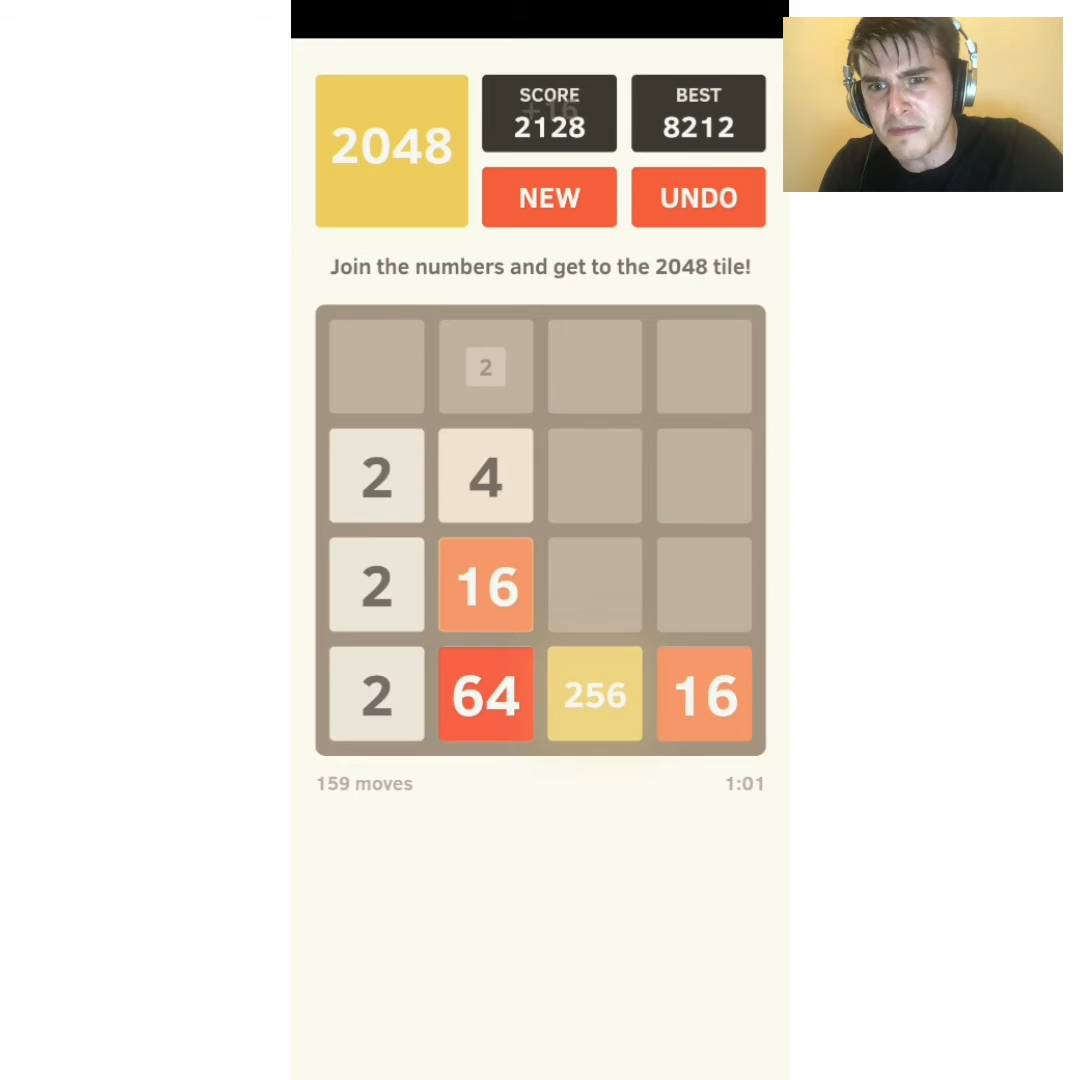 2048
SCORE
+16
2128
BEST
8212
NEW
UNDO
Join the numbers and get to the 2048 tile!
2
2 4
2 16
2 64 256 16
159 moves 1:01